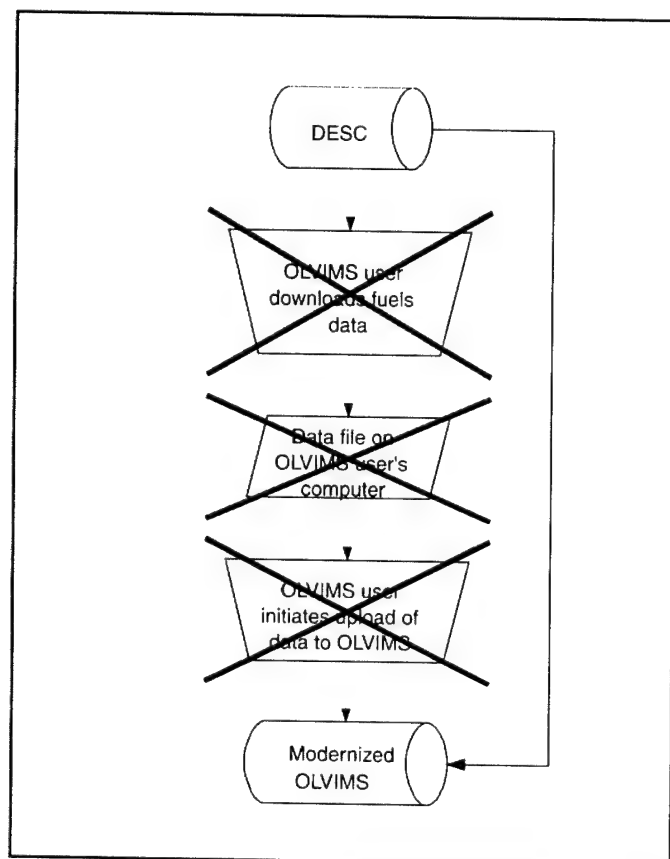 DESC
OLVIMS user
downloads fuels
data
Data file on
OLVIMS user's
computer
OLVIMS user
initiates upload of
data to OLVIMS
Modernized
OLVIMS